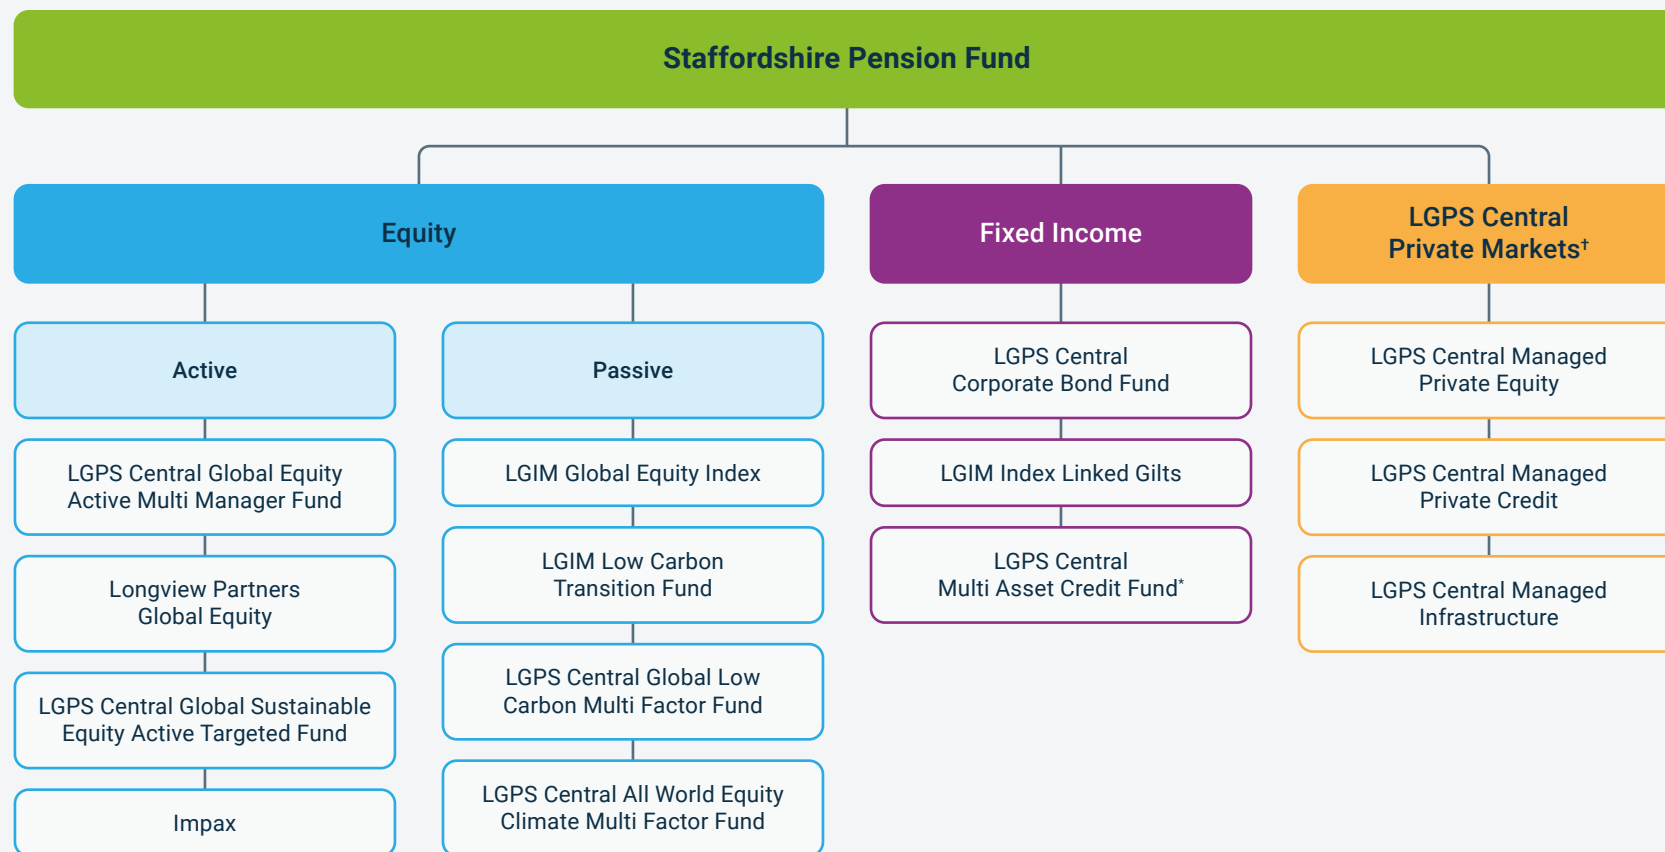 Staffordshire Pension Fund
Equity
Fixed Income
LGPS Central
Private Markets†
Active
LGPS Central Global Equity
Active Multi Manager Fund
Longview Partners
Global Equity
LGPS Central Global Sustainable
Equity Active Targeted Fund
Impax
Passive
LGIM Global Equity Index
LGIM Low Carbon
Transition Fund
LGPS Central Global Low
Carbon Multi Factor Fund
LGPS Central All World Equity
Climate Multi Factor Fund
LGPS Central
Corporate Bond Fund
LGIM Index Linked Gilts
LGPS Central
Multi Asset Credit Fund*
LGPS Central Managed
Private Equity
LGPS Central Managed
Private Credit
LGPS Central Managed
Infrastructure